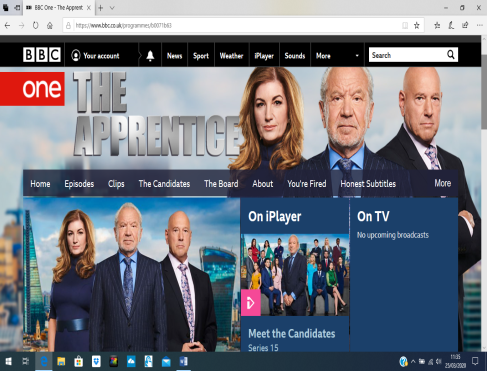 BBC One - The Apprent
https://www.bbc.co.uk/programmes/b0071b63
BBC Your account News Sport Weather iPlayer Sounds More Search
one THE
APPRENTICE
Home Episodes Clips The Candidates The Board About You're Fired Honest Subtitles More
On iPlayer On TV
No upcoming broadcasts
Meet the Candidates
Series 15
11:35
25/03/2020